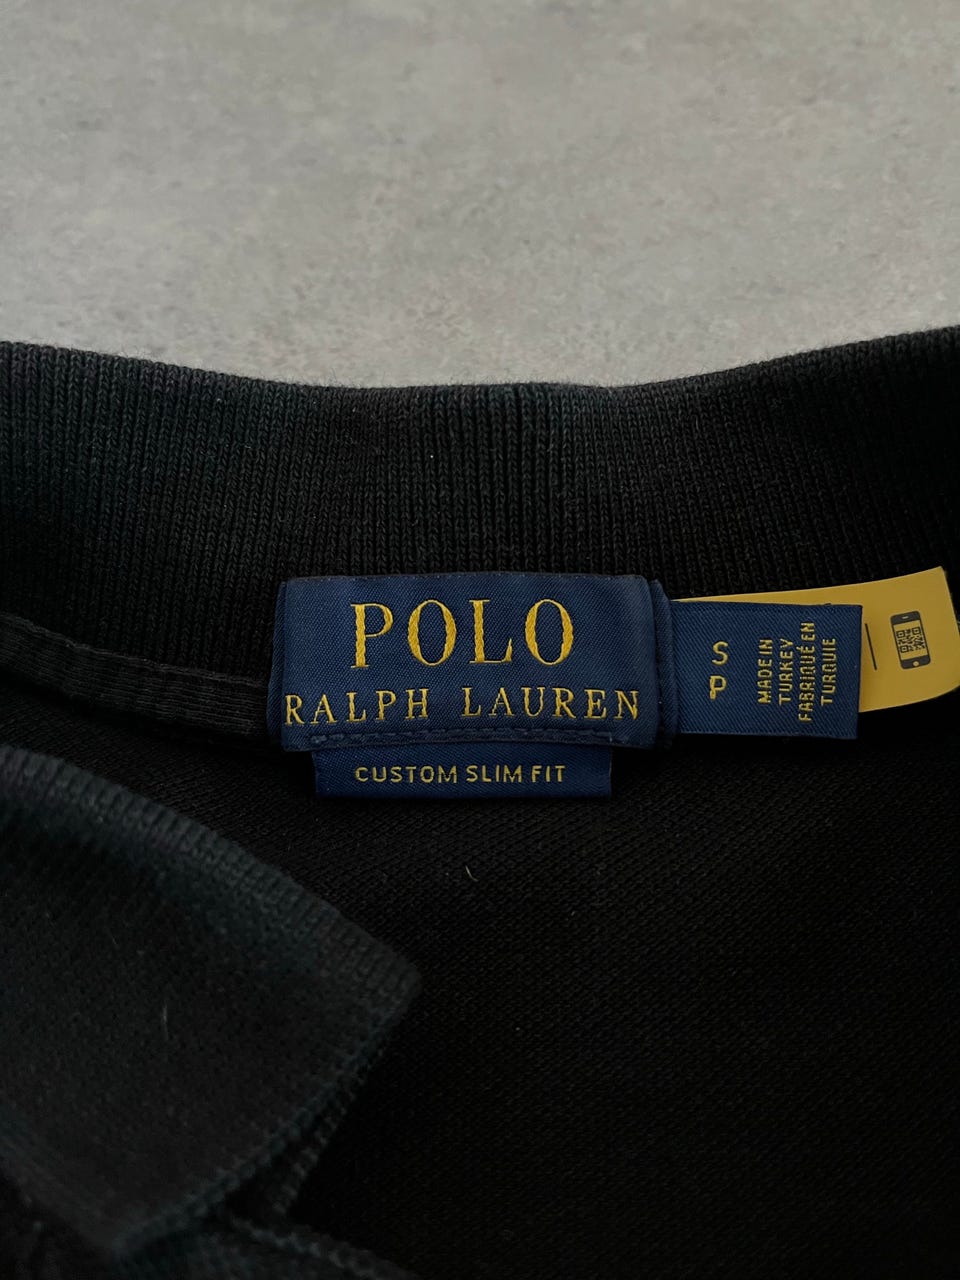 POLO
RALPH LAUREN
CUSTOM SLIM FIT
S
P
MADE IN
TURKEY
FABRIQUÉ EN
TURQUIE